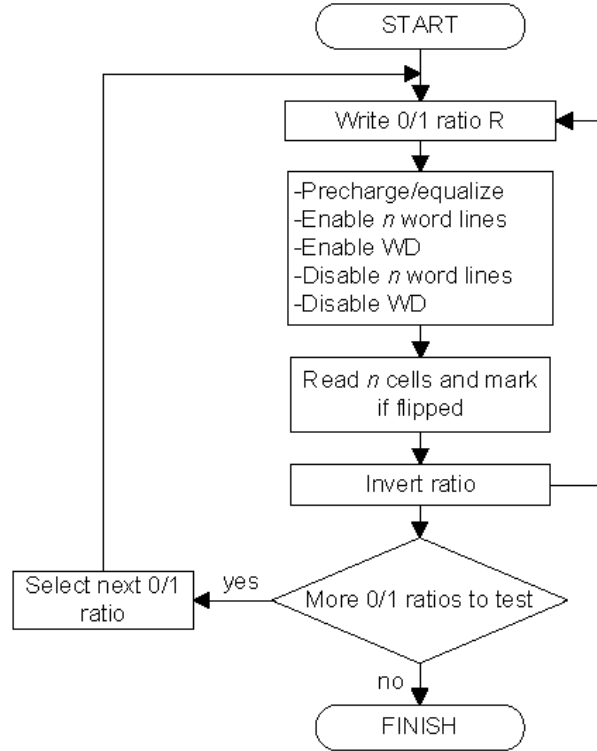 START
Write 0/1 ratio R
-Precharge/equalize
-Enable n word lines
-Enable WD
-Disable n word lines
-Disable WD
Read n cells and mark
if flipped
Invert ratio
Select next 0/1
ratio
yes
More 0/1 ratios to test
no
FINISH